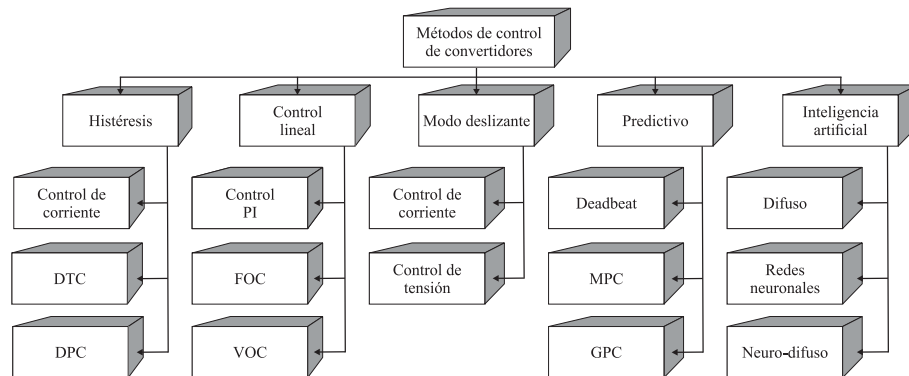 Métodos de control
de convertidores
Histéresis
Control
lineal
Modo deslizante
Predictivo
Inteligencia
artificial
Control de
corriente
Control
PI
Control de
corriente
Deadbeat
Difuso
DTC
FOC
Control de
tensión
MPC
Redes
neuronales
DPC
VOC
GPC
Neuro-difuso